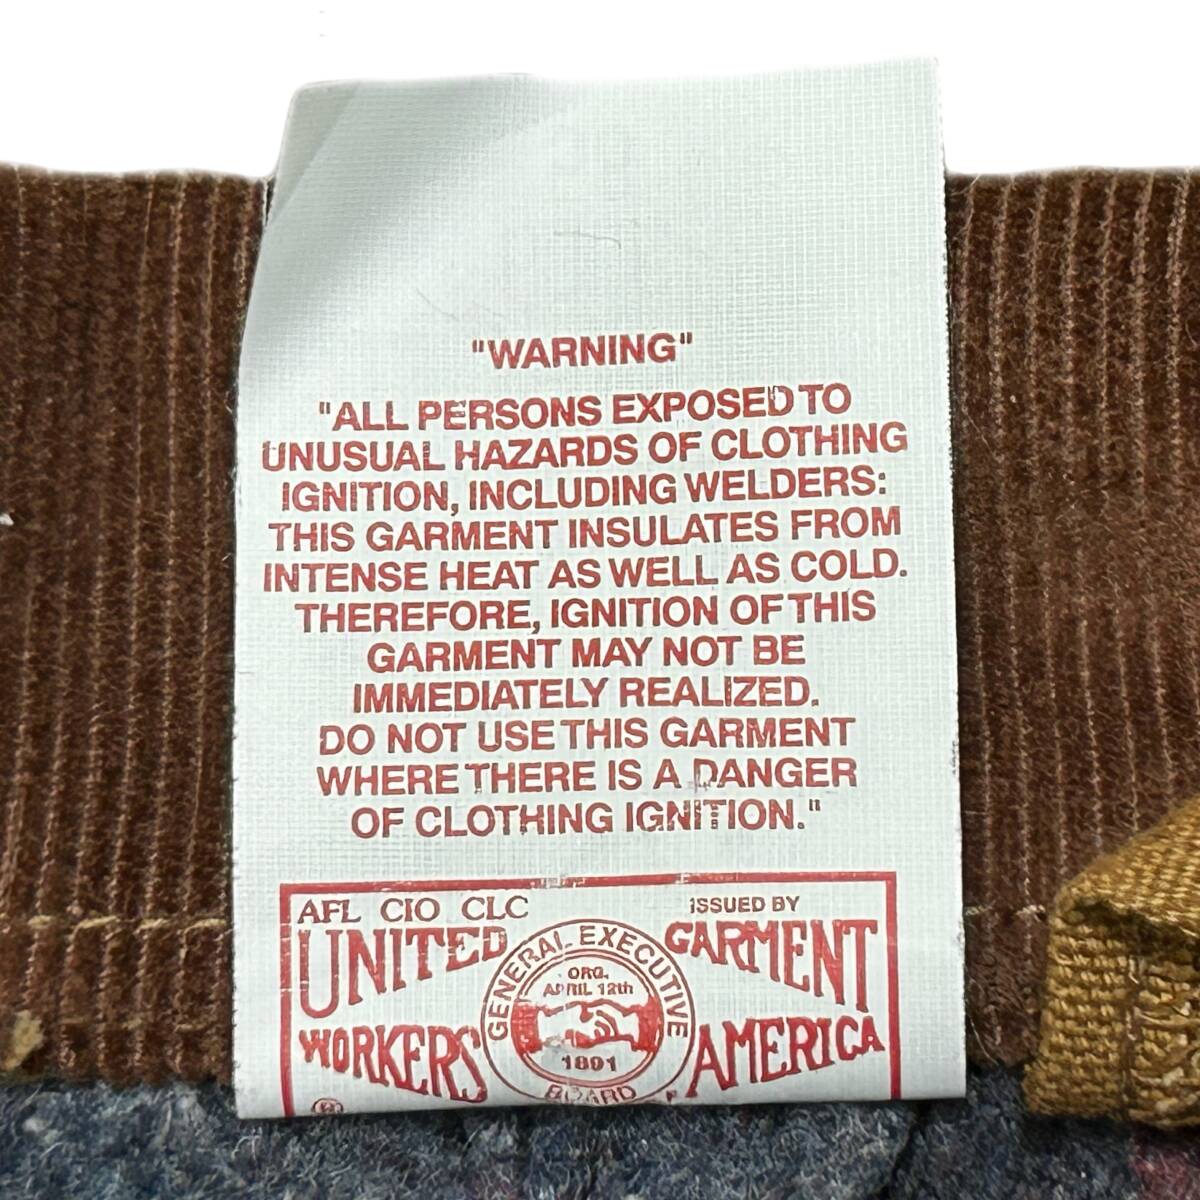 "WARNING"
"ALL PERSONS EXPOSED TO
UNUSUAL HAZARDS OF CLOTHING
IGNITION, INCLUDING WELDERS:
THIS GARMENT INSULATES FROM
INTENSE HEAT AS WELL AS COLD.
THEREFORE, IGNITION OF THIS
GARMENT MAY NOT BE
IMMEDIATELY REALIZED.
DO NOT USE THIS GARMENT
WHERE THERE IS A DANGER
OF CLOTHING IGNITION."
AFL CIO CLC
ISSUED BY
UNITED GARMENT
WORKERS AMERICA
GENERAL EXECUTIVE
BOARD
ORG.
APRIL 12th
1891
®